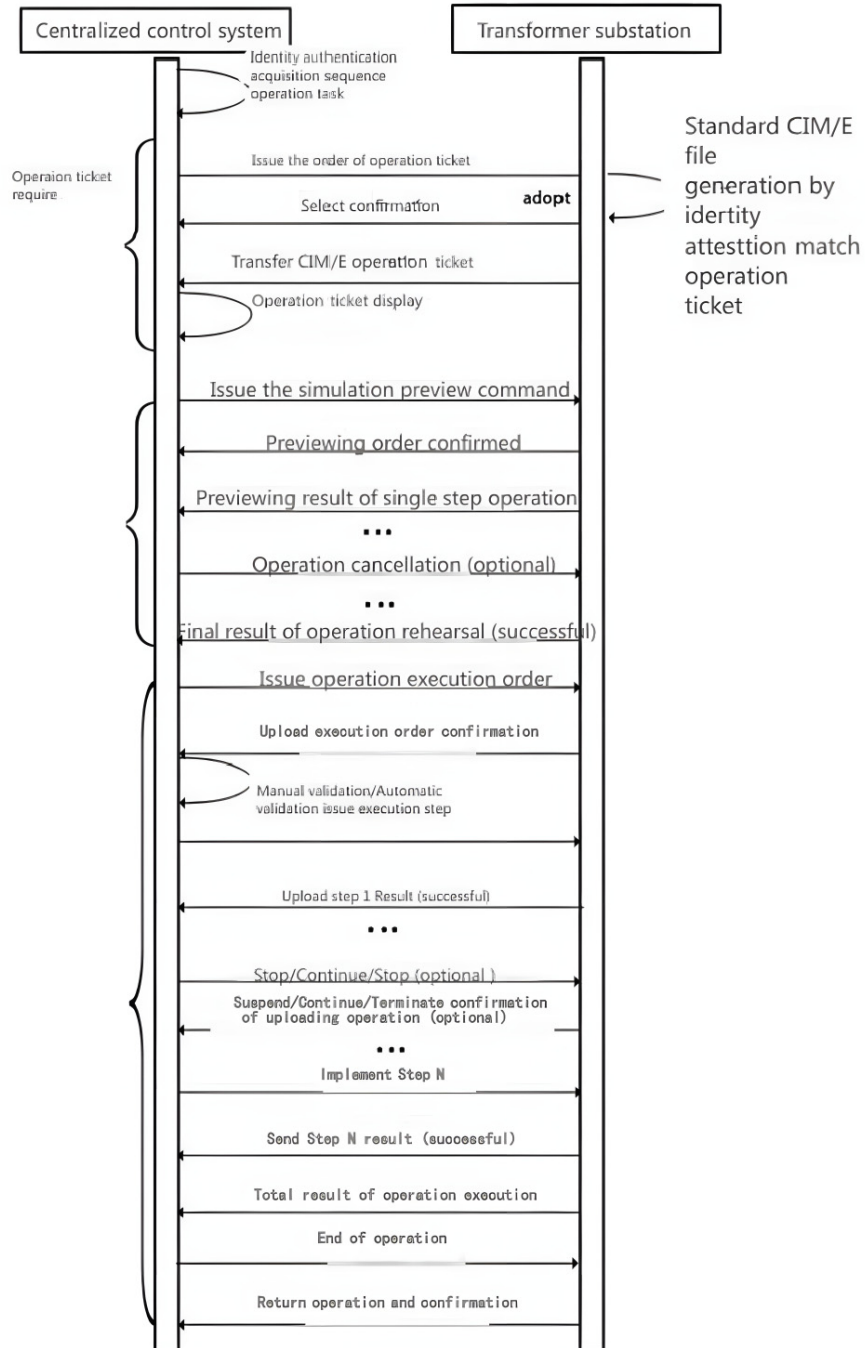 Centralized control system
Transformer substation
Identity authentication
acquisition sequence
operation task
Standard CIM/E
file
generation by
idertity
attesttion match
operation
ticket
Operaion ticket
require
Issue the order of operation ticket
adopt
Select confirmation
Transfer CIM/E operation ticket
Operation ticket display
Issue the simulation preview command
Previewing order confirmed
Previewing result of single step operation
...
Operation cancellation (optional)
...
Final result of operation rehearsal (successful)
Issue operation execution order
Upload execution order confirmation
Manual validation/Automatic
validation issue execution step
Upload step 1 Result (successful)
...
Stop/Continue/Stop (optional )
Suspend/Continue/Terminate confirmation
of uploading operation (optional)
...
Implement Step N
Send Step N result (successful)
Total result of operation execution
End of operation
Return operation and confirmation